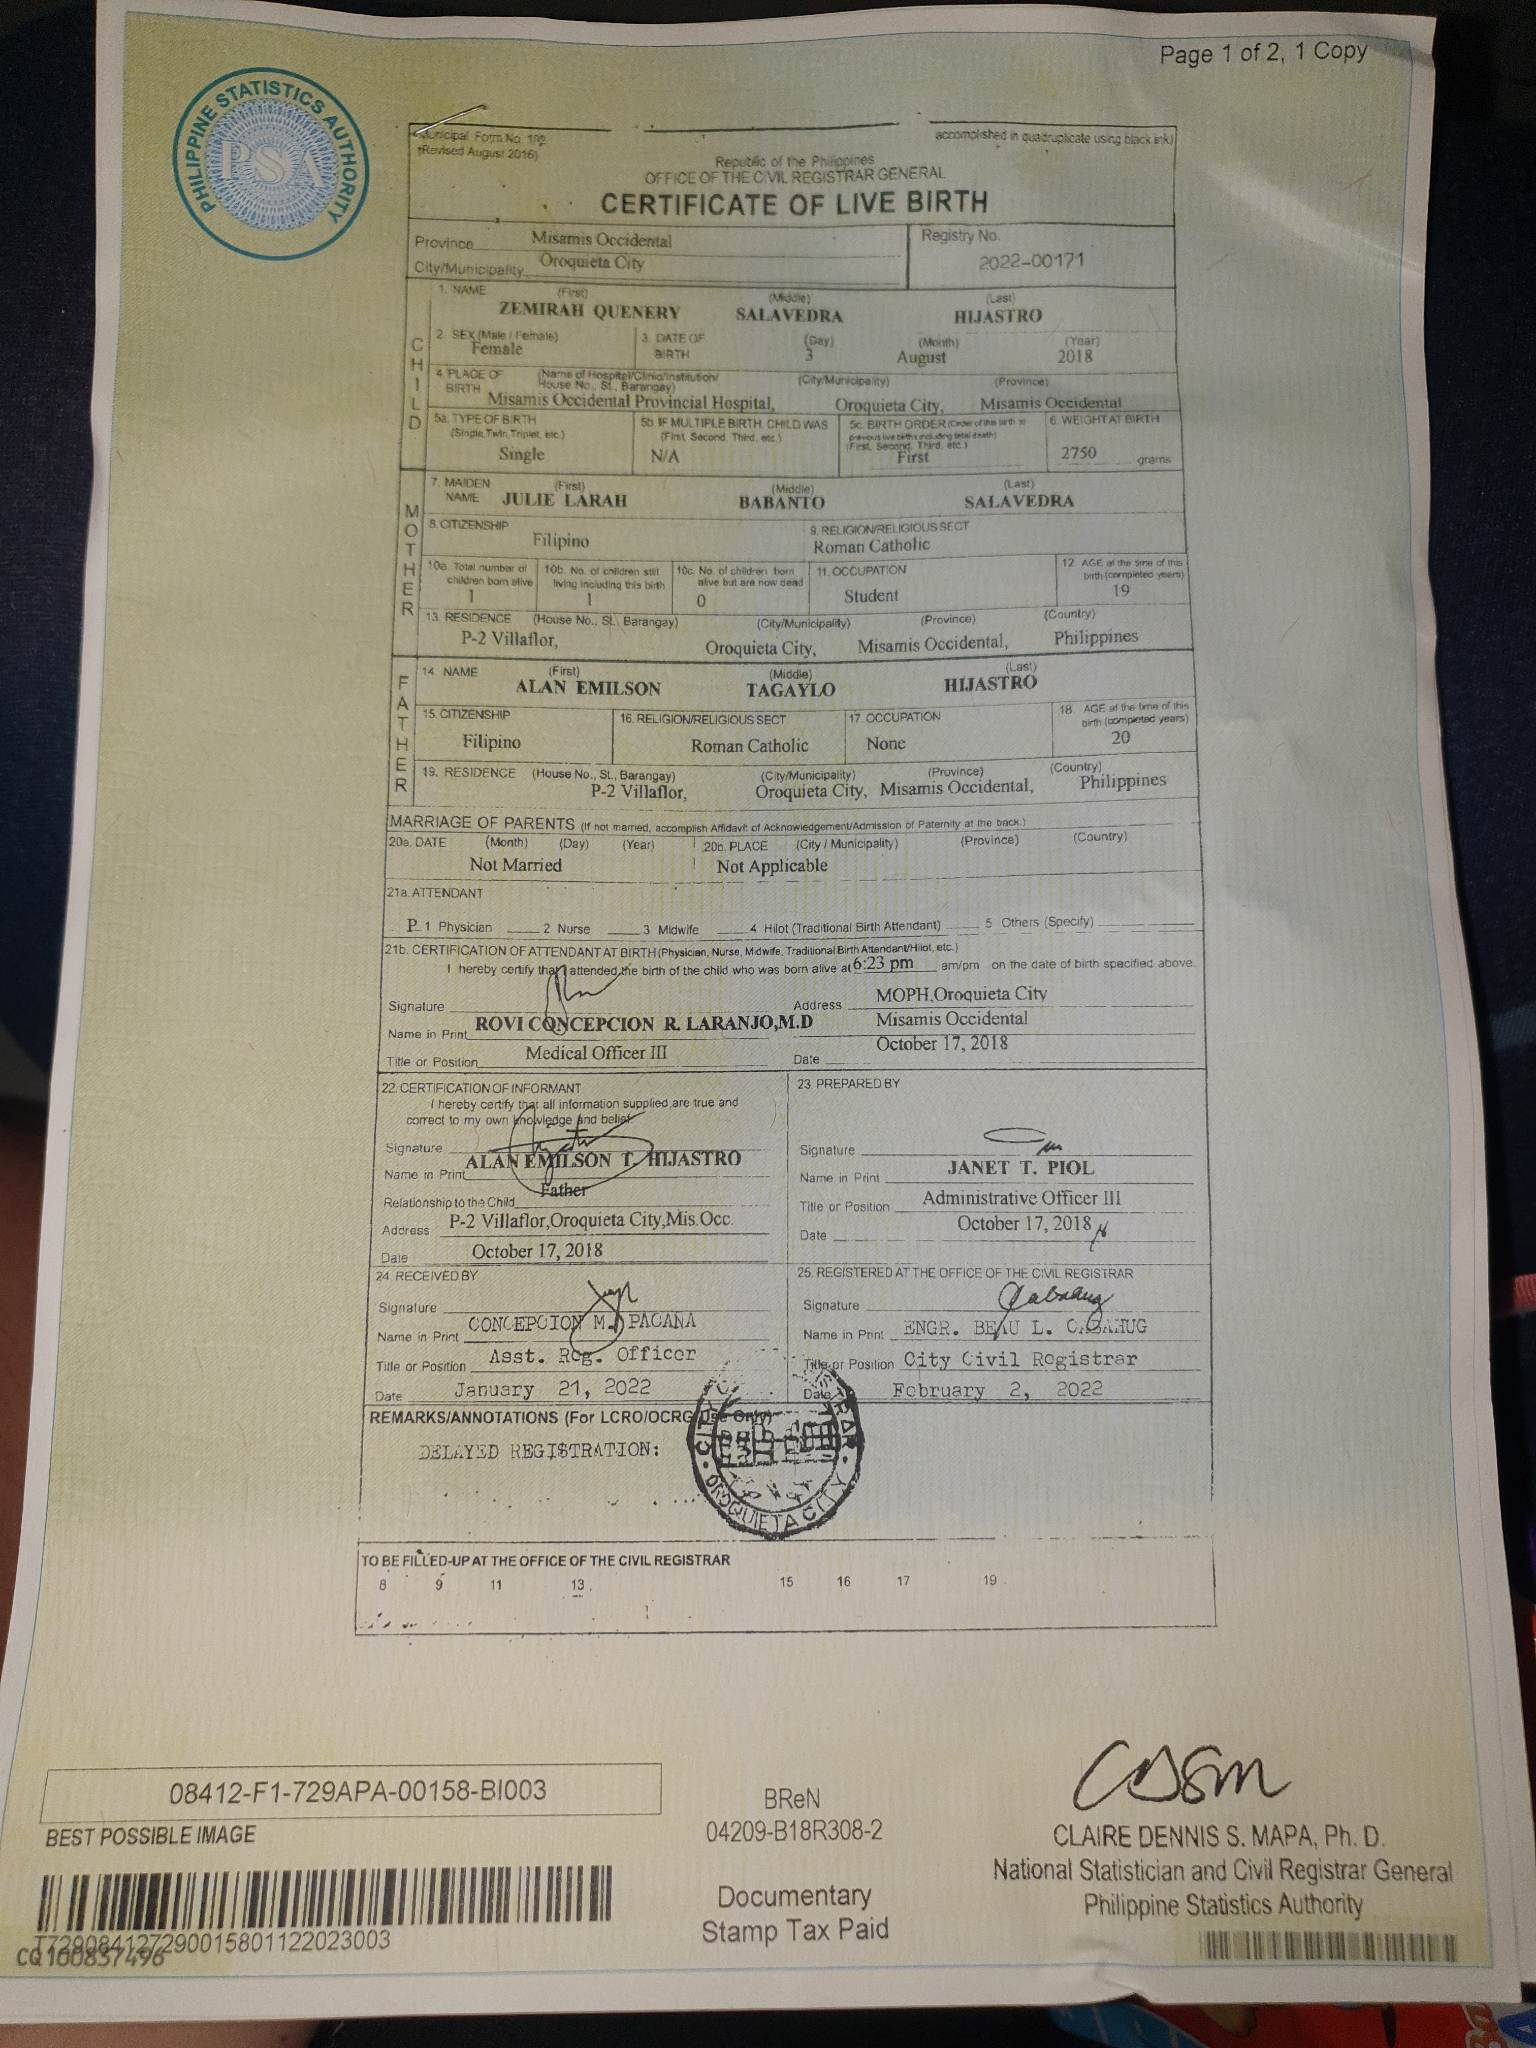 Page 1 of 2, 1 Copy
PHILIPPINE STATISTICS AUTHORITY
PSA
Municipal Form No. 102
(Revised August 2016)
accomplished in quadruplicate using black ink)
Republic of the Philippines
OFFICE OF THE CIVIL REGISTRAR GENERAL
CERTIFICATE OF LIVE BIRTH
Province Misamis Occidental
City/Municipality Oroquieta City
Registry No.
2022-00171
CHILD
1. NAME (First) (Middle) (Last)
ZEMIRAH QUENERY SALAVEDRA HIJASTRO
2. SEX (Male / Female) 3. DATE OF BIRTH (Day) (Month) (Year)
Female 3 August 2018
4. PLACE OF BIRTH (Name of Hospital/Clinic/Institution/ House No., St., Barangay) (City/Municipality) (Province)
Misamis Occidental Provincial Hospital, Oroquieta City, Misamis Occidental
5a. TYPE OF BIRTH (Single, Twin, Triplet, etc.)
Single
5b. IF MULTIPLE BIRTH, CHILD WAS (First, Second, Third, etc.)
N/A
5c. BIRTH ORDER (Order of this birth to previous live births including fetal death) (First, Second, Third, etc.)
First
6. WEIGHT AT BIRTH
2750 grams
MOTHER
7. MAIDEN NAME (First) (Middle) (Last)
JULIE LARAH BABANTO SALAVEDRA
8. CITIZENSHIP
Filipino
9. RELIGION/RELIGIOUS SECT
Roman Catholic
10a. Total number of children born alive
1
10b. No. of children still living including this birth
1
10c. No. of children born alive but are now dead
0
11. OCCUPATION
Student
12. AGE at the time of this birth (completed years)
19
13. RESIDENCE (House No., St., Barangay) (City/Municipality) (Province) (Country)
P-2 Villaflor, Oroquieta City, Misamis Occidental, Philippines
FATHER
14. NAME (First) (Middle) (Last)
ALAN EMILSON TAGAYLO HIJASTRO
15. CITIZENSHIP
Filipino
16. RELIGION/RELIGIOUS SECT
Roman Catholic
17. OCCUPATION
None
18. AGE at the time of this birth (completed years)
20
19. RESIDENCE (House No., St., Barangay) (City/Municipality) (Province) (Country)
P-2 Villaflor, Oroquieta City, Misamis Occidental, Philippines
MARRIAGE OF PARENTS (If not married, accomplish Affidavit of Acknowledgement/Admission of Paternity at the back.)
20a. DATE (Month) (Day) (Year) 20b. PLACE (City / Municipality) (Province) (Country)
Not Married Not Applicable
21a. ATTENDANT
P 1 Physician 2 Nurse 3 Midwife 4 Hilot (Traditional Birth Attendant) 5 Others (Specify)
21b. CERTIFICATION OF ATTENDANT AT BIRTH (Physician, Nurse, Midwife, Traditional Birth Attendant/Hilot, etc.)
I hereby certify that I attended the birth of the child who was born alive at 6:23 pm am/pm on the date of birth specified above.
Signature
Name in Print ROVI CONCEPCION R. LARANJO,M.D
Title or Position Medical Officer III
Address MOPH,Oroquieta City
Misamis Occidental
Date October 17, 2018
22. CERTIFICATION OF INFORMANT
I hereby certify that all information supplied are true and
correct to my own knowledge and belief.
Signature
Name in Print ALAN EMILSON T. HIJASTRO
Relationship to the Child Father
Address P-2 Villaflor,Oroquieta City,Mis.Occ.
Date October 17, 2018
23. PREPARED BY
Signature
Name in Print JANET T. PIOL
Title or Position Administrative Officer III
Date October 17, 2018
24. RECEIVED BY
Signature
Name in Print CONCEPCION M. PACANA
Title or Position Asst. Reg. Officer
Date January 21, 2022
25. REGISTERED AT THE OFFICE OF THE CIVIL REGISTRAR
Signature
Name in Print ENGR. BEAU L. CABAHUG
Title or Position City Civil Registrar
Date February 2, 2022
REMARKS/ANNOTATIONS (For LCRO/OCRG Use Only)
DELAYED REGISTRATION:
OROQUIETA CITY
TO BE FILLED-UP AT THE OFFICE OF THE CIVIL REGISTRAR
8 9 11 13 15 16 17 19
08412-F1-729APA-00158-BI003
BEST POSSIBLE IMAGE
T729084127290015801122023003
CQ100837496
BReN
04209-B18R308-2
Documentary
Stamp Tax Paid
CLAIRE DENNIS S. MAPA, Ph. D.
National Statistician and Civil Registrar General
Philippine Statistics Authority